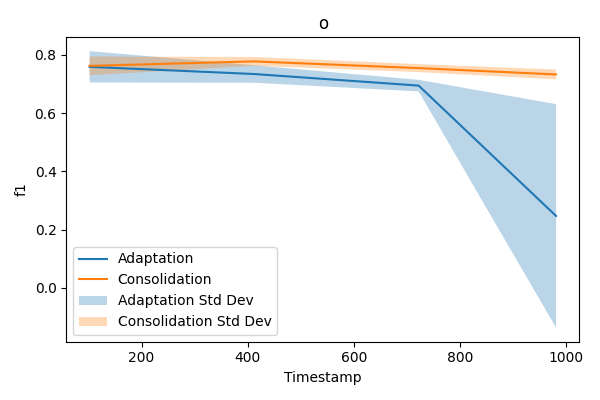 o
0.8
0.6
0.4
0.2
0.0
f1
Adaptation
Consolidation
Adaptation Std Dev
Consolidation Std Dev
200 400 600 800 1000
Timestamp